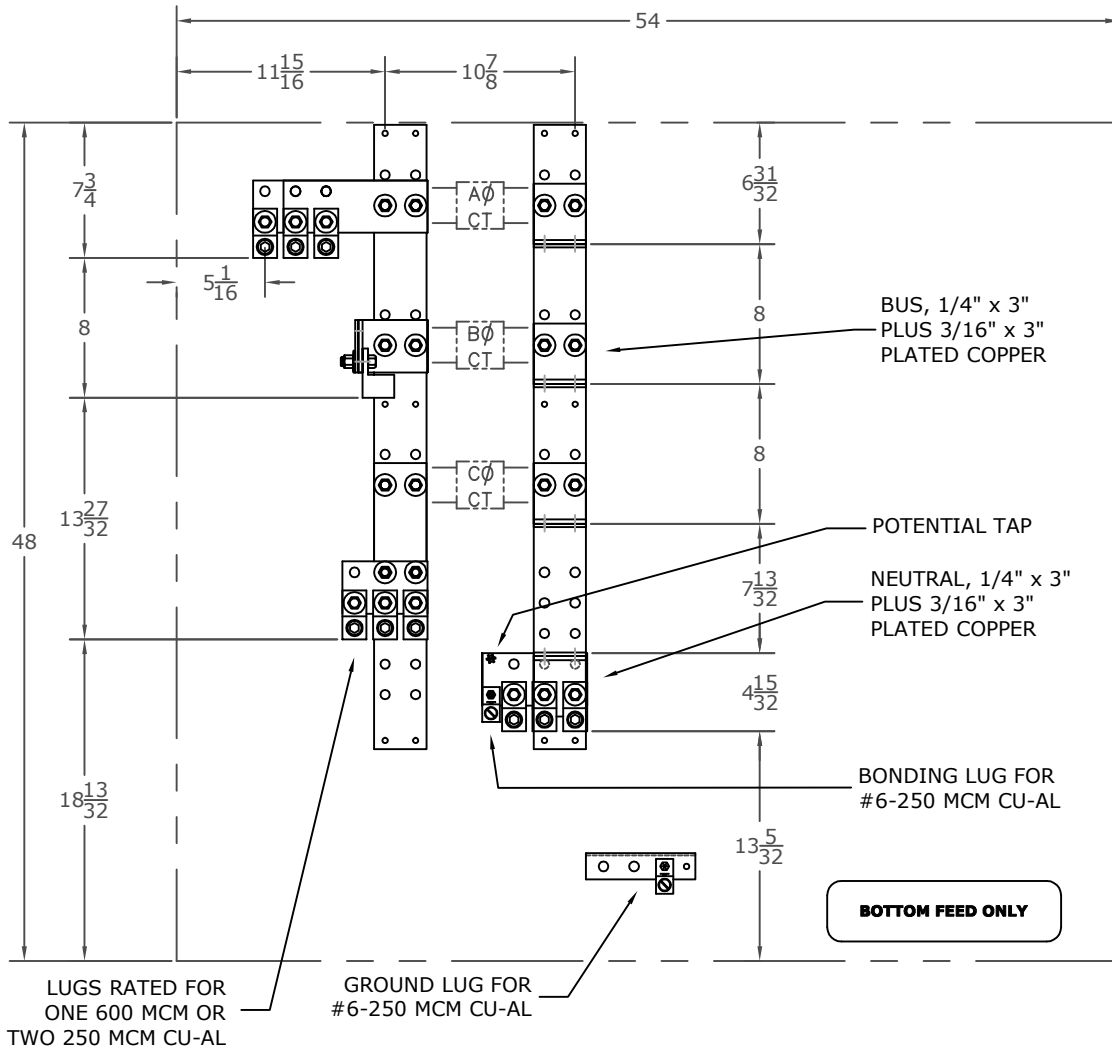 54
11 15/16
10 7/8
7 3/4
6 31/32
AØ
CT
5 1/16
8
8
BØ
CT
BUS, 1/4" x 3"
PLUS 3/16" x 3"
PLATED COPPER
8
CØ
CT
13 27/32
48
POTENTIAL TAP
7 13/32
NEUTRAL, 1/4" x 3"
PLUS 3/16" x 3"
PLATED COPPER
4 15/32
18 13/32
BONDING LUG FOR
#6-250 MCM CU-AL
13 5/32
BOTTOM FEED ONLY
LUGS RATED FOR
ONE 600 MCM OR
TWO 250 MCM CU-AL
GROUND LUG FOR
#6-250 MCM CU-AL